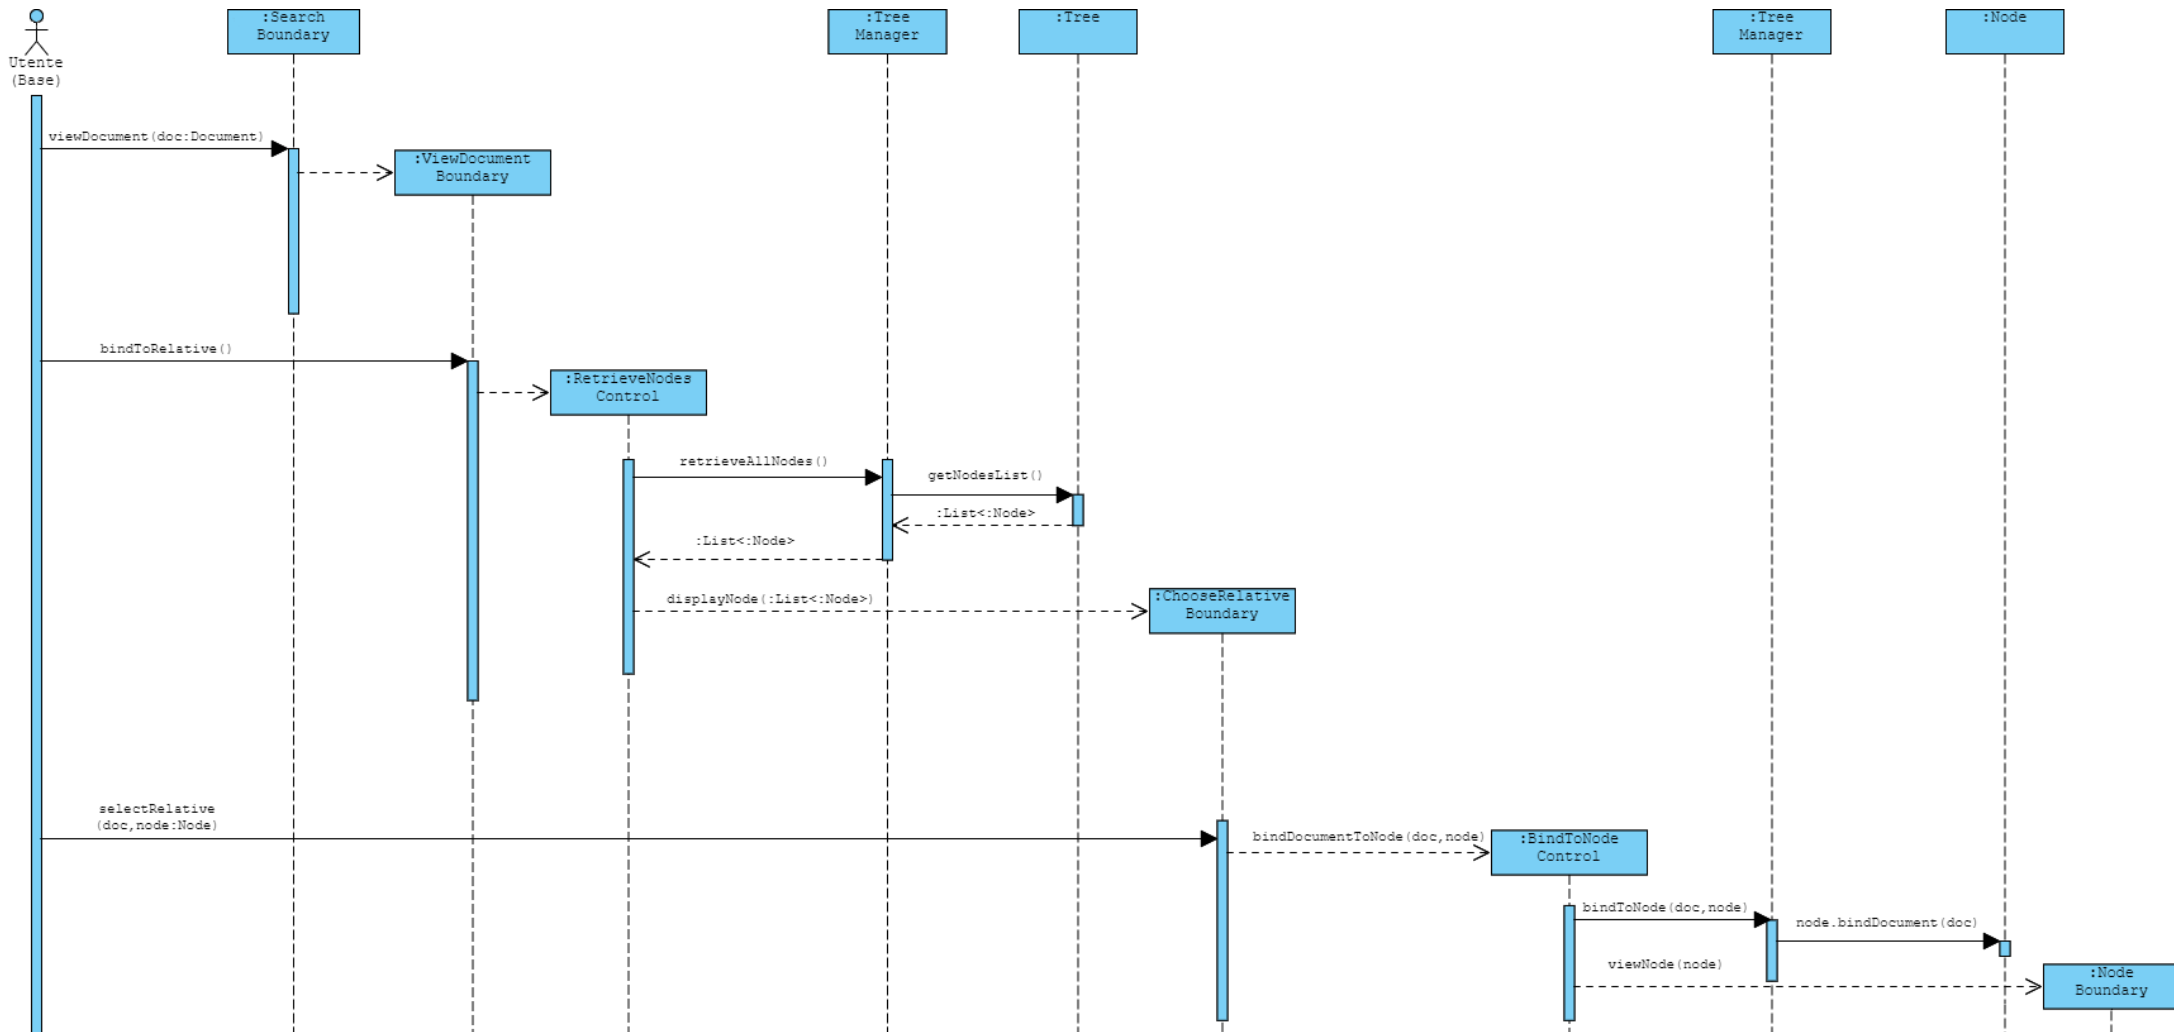 :Search
Boundary
:Tree
Manager
:Tree
:Tree
Manager
:Node
Utente
(Base)
viewDocument(doc:Document)
:ViewDocument
Boundary
bindToRelative()
:RetrieveNodes
Control
retrieveAllNodes()
getNodesList()
:List<:Node>
:List<:Node>
displayNode(:List<:Node>)
:ChooseRelative
Boundary
selectRelative
(doc,node:Node)
bindDocumentToNode(doc,node)
:BindToNode
Control
bindToNode(doc,node)
node.bindDocument(doc)
viewNode(node)
:Node
Boundary